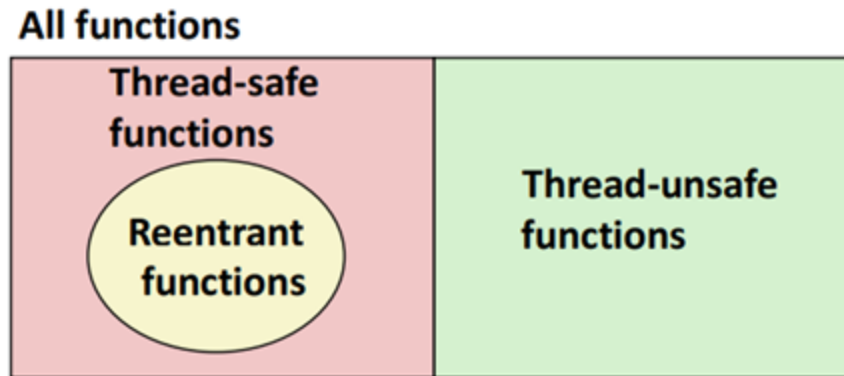 All functions
Thread-safe
functions
Reentrant
functions
Thread-unsafe
functions